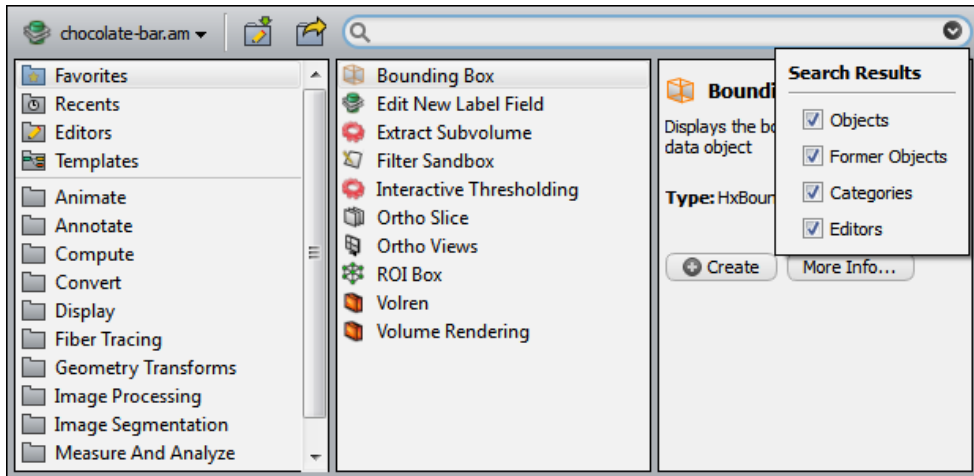 chocolate-bar.am
Favorites
Recents
Editors
Templates
Animate
Annotate
Compute
Convert
Display
Fiber Tracing
Geometry Transforms
Image Processing
Image Segmentation
Measure And Analyze
Bounding Box
Edit New Label Field
Extract Subvolume
Filter Sandbox
Interactive Thresholding
Ortho Slice
Ortho Views
ROI Box
Volren
Volume Rendering
Boundi
Displays the bo
data object
Type: HxBoun
Create
More Info...
Search Results
Objects
Former Objects
Categories
Editors